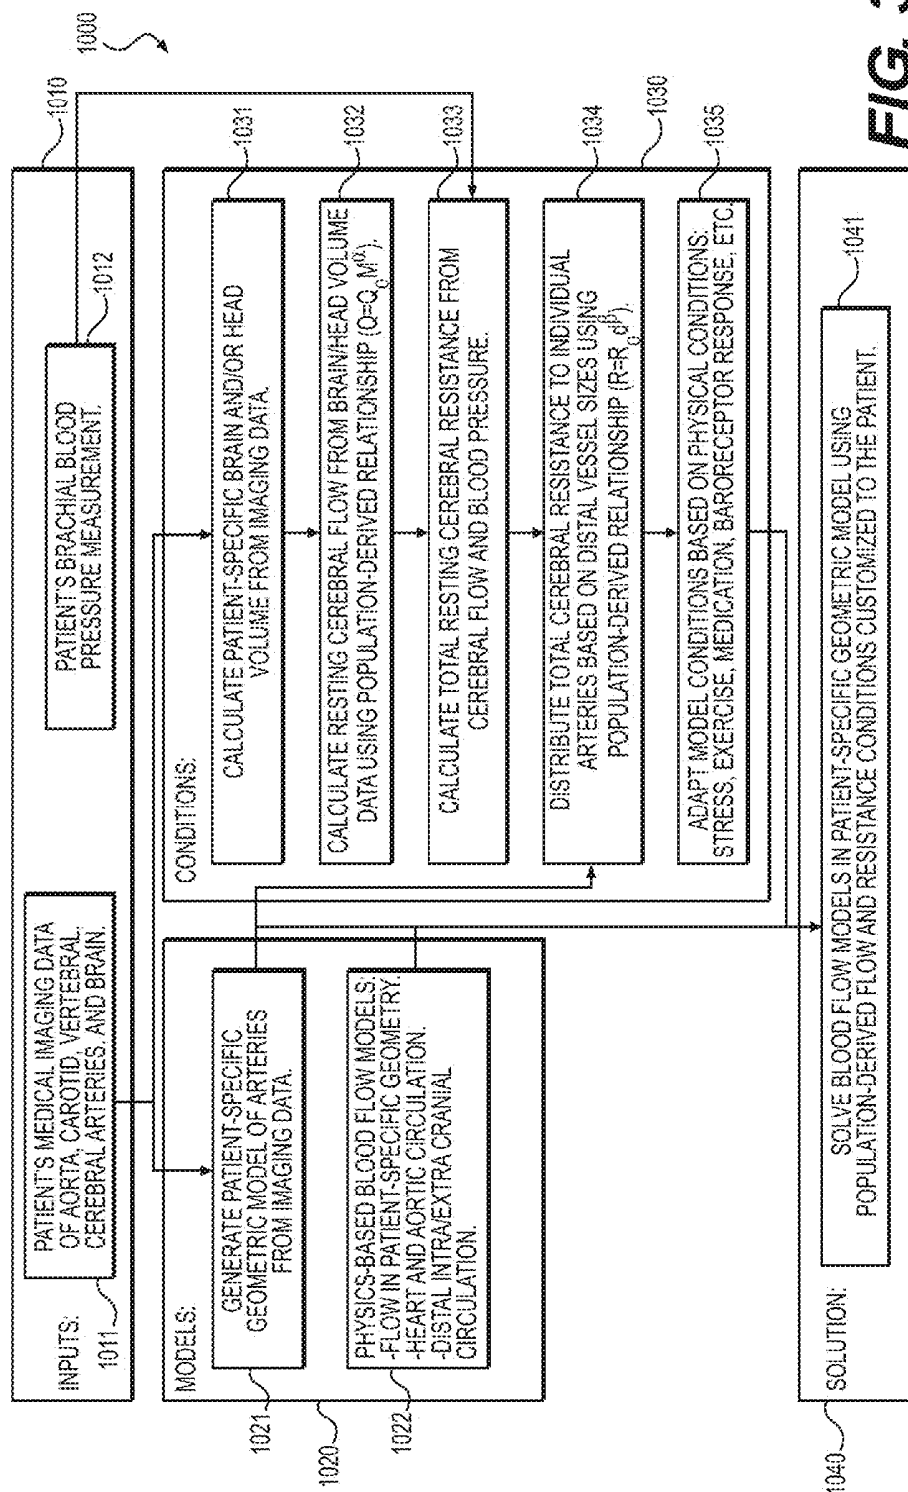 1000
INPUTS:
1010
PATIENT'S MEDICAL IMAGING DATA
OF AORTA, CAROTID, VERTEBRAL,
CEREBRAL ARTERIES, AND BRAIN.
1011
PATIENT'S BRACHIAL BLOOD
PRESSURE MEASUREMENT.
1012
MODELS:
GENERATE PATIENT-SPECIFIC
GEOMETRIC MODEL OF ARTERIES
FROM IMAGING DATA.
1021
1020
PHYSICS-BASED BLOOD FLOW MODELS:
-FLOW IN PATIENT-SPECIFIC GEOMETRY.
-HEART AND AORTIC CIRCULATION.
-DISTAL INTRA/EXTRA CRANIAL
CIRCULATION.
1022
CONDITIONS:
CALCULATE PATIENT-SPECIFIC BRAIN AND/OR HEAD
VOLUME FROM IMAGING DATA.
1031
CALCULATE RESTING CEREBRAL FLOW FROM BRAIN/HEAD VOLUME
DATA USING POPULATION-DERIVED RELATIONSHIP (Q=Q₀Mᵅ).
1032
CALCULATE TOTAL RESTING CEREBRAL RESISTANCE FROM
CEREBRAL FLOW AND BLOOD PRESSURE.
1033
DISTRIBUTE TOTAL CEREBRAL RESISTANCE TO INDIVIDUAL
ARTERIES BASED ON DISTAL VESSEL SIZES USING
POPULATION-DERIVED RELATIONSHIP (R=R₀dᵝ).
1034
1030
ADAPT MODEL CONDITIONS BASED ON PHYSICAL CONDITIONS:
STRESS, EXERCISE, MEDICATION, BARORECEPTOR RESPONSE, ETC.
1035
SOLUTION:
1040
SOLVE BLOOD FLOW MODELS IN PATIENT-SPECIFIC GEOMETRIC MODEL USING
POPULATION-DERIVED FLOW AND RESISTANCE CONDITIONS CUSTOMIZED TO THE PATIENT.
1041
FIG.